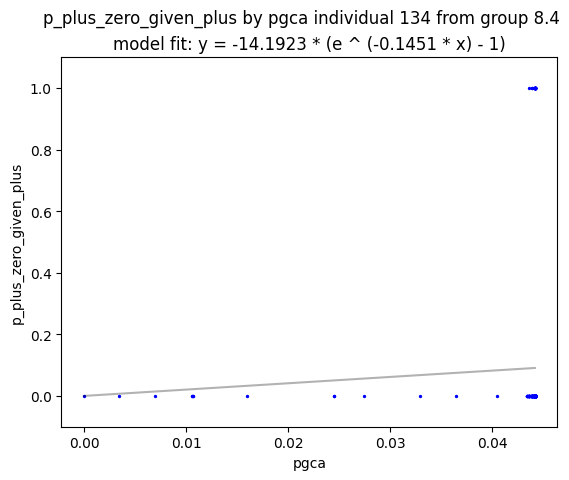 p_plus_zero_given_plus by pgca individual 134 from group 8.4
model fit: y = -14.1923 * (e ^ (-0.1451 * x) - 1)
1.0
0.8
0.6
0.4
0.2
0.0
p_plus_zero_given_plus
0.00 0.01 0.02 0.03 0.04
pgca